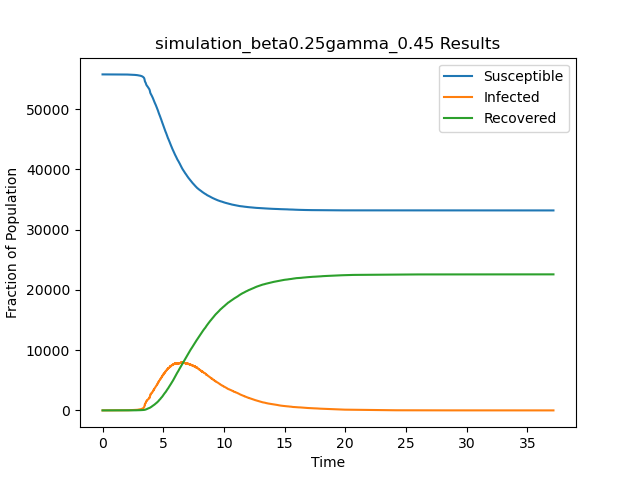 simulation_beta0.25gamma_0.45 Results
Susceptible
Infected
Recovered
Fraction of Population
50000
40000
30000
20000
10000
0
0 5 10 15 20 25 30 35
Time